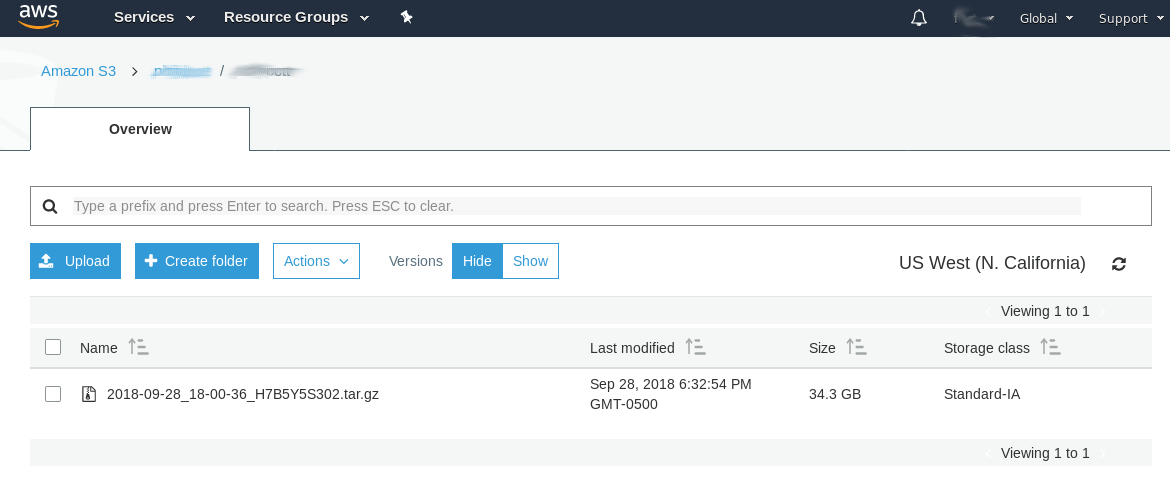 aws Services Resource Groups Global Support
Amazon S3 /
Overview
Type a prefix and press Enter to search. Press ESC to clear.
Upload Create folder Actions Versions Hide Show US West (N. California)
Viewing 1 to 1
Name Last modified Size Storage class
2018-09-28_18-00-36_H7B5Y5S302.tar.gz Sep 28, 2018 6:32:54 PM 34.3 GB Standard-IA
GMT-0500
Viewing 1 to 1